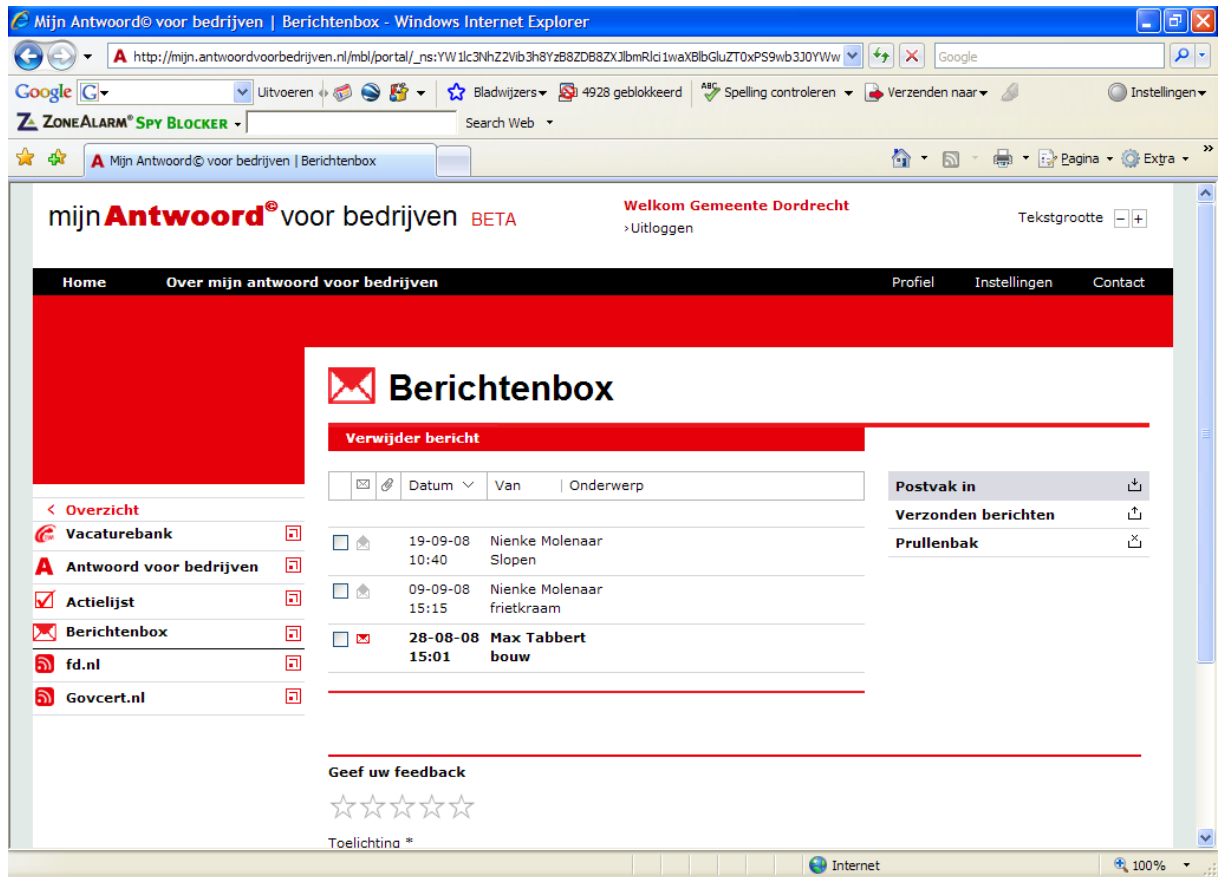 Mijn Antwoord© voor bedrijven | Berichtenbox - Windows Internet Explorer
http://mijn.antwoordvoorbedrijven.nl/mbl/portal/_ns: Google
Google G Uitvoeren Bladwijzers 4928 geblokkeerd ABC Spelling controleren Verzenden naar Instellingen
ZONEALARM® SPY BLOCKER Search Web
Mijn Antwoord© voor bedrijven | Berichtenbox Pagina Extra »
mijn Antwoord© voor bedrijven BETA
Welkom Gemeente Dordrecht
›Uitloggen
Tekstgrootte − +
Home Over mijn antwoord voor bedrijven Profiel Instellingen Contact
Berichtenbox
Verwijder bericht
Datum Van | Onderwerp
19-09-08 Nienke Molenaar
10:40 Slopen
09-09-08 Nienke Molenaar
15:15 frietkraam
28-08-08 Max Tabbert
15:01 bouw
Postvak in
Verzonden berichten
Prullenbak
< Overzicht
Vacaturebank
A Antwoord voor bedrijven
Actielijst
Berichtenbox
fd.nl
Govcert.nl
Geef uw feedback
Toelichting *
Internet 100%